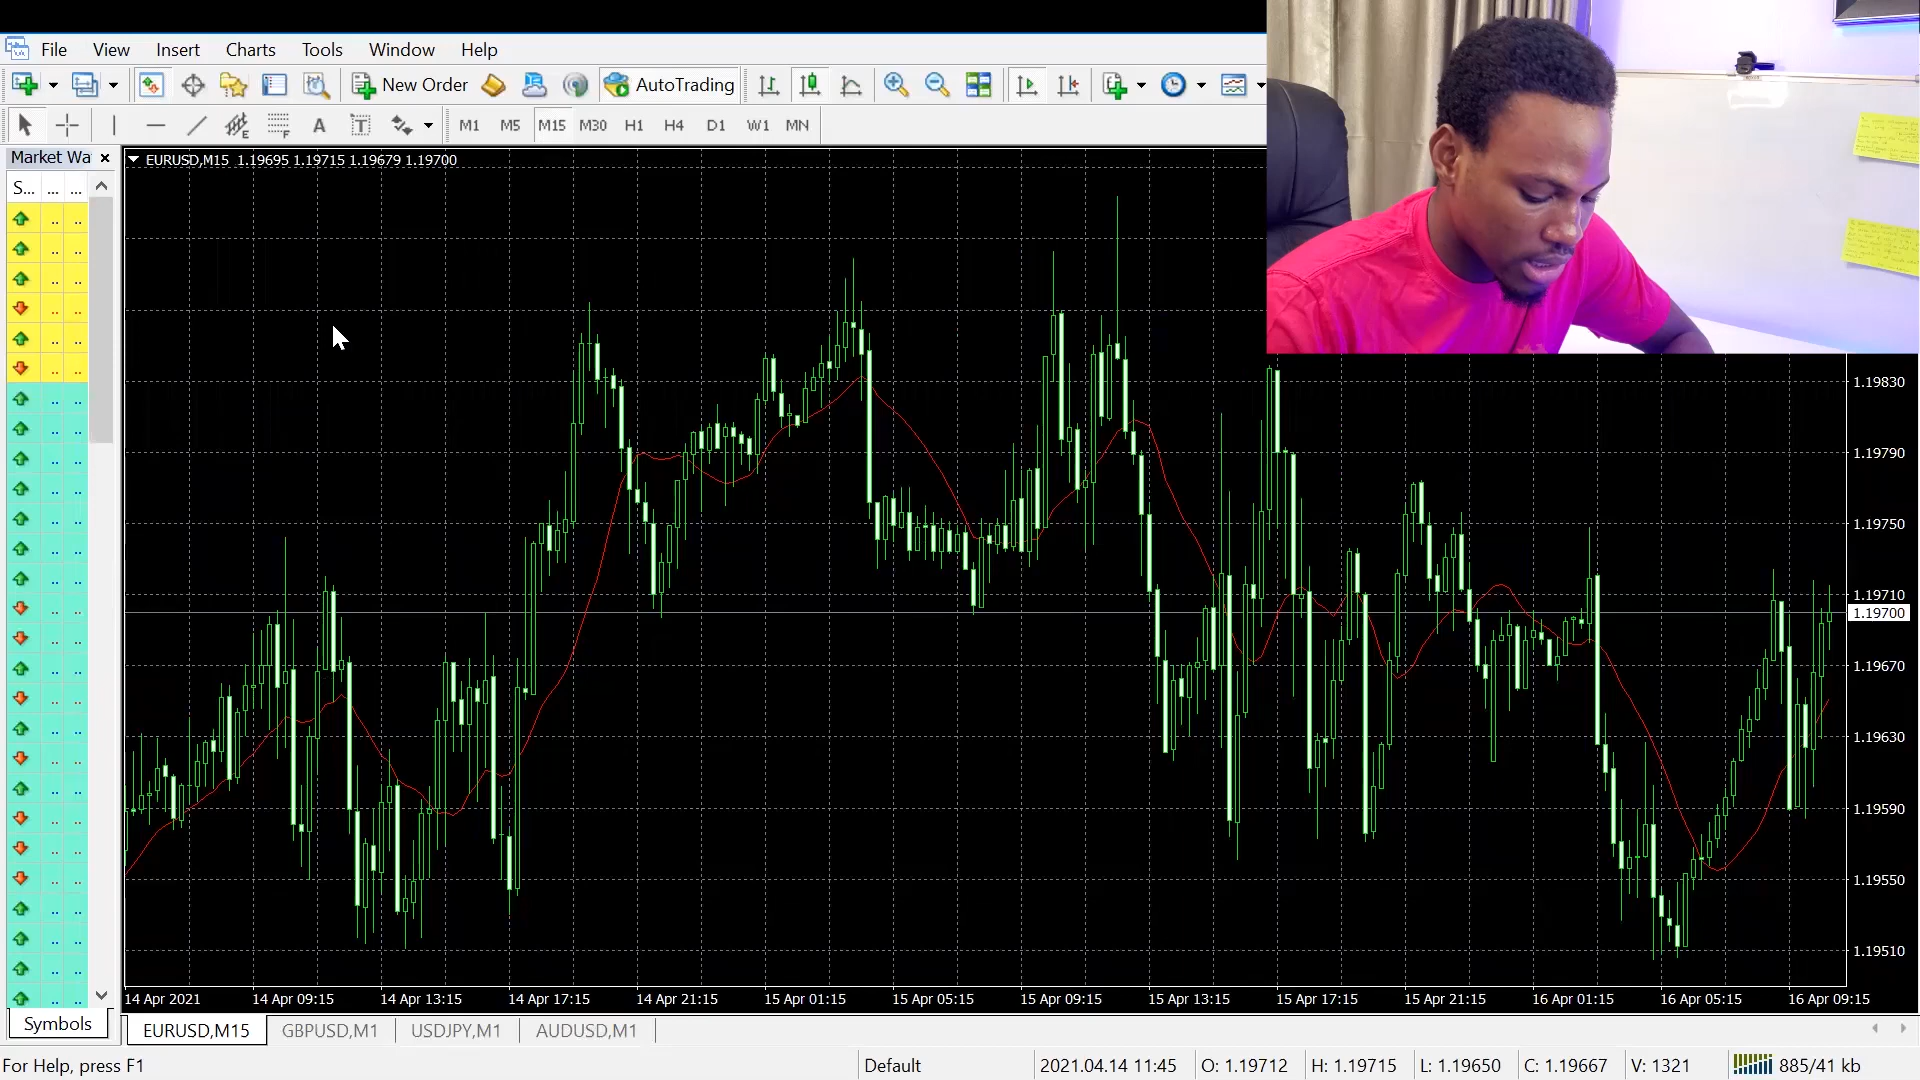 File View Insert Charts Tools Window Help
New Order AutoTrading
A T M1 M5 M15 M30 H1 H4 D1 W1 MN
Market Wa
EURUSD,M15 1.19695 1.19715 1.19679 1.19700
S... ... ...
1.19830
1.19790
1.19750
1.19710
1.19700
1.19670
1.19630
1.19590
1.19550
1.19510
14 Apr 2021 14 Apr 09:15 14 Apr 13:15 14 Apr 17:15 14 Apr 21:15 15 Apr 01:15 15 Apr 05:15 15 Apr 09:15 15 Apr 13:15 15 Apr 17:15 15 Apr 21:15 16 Apr 01:15 16 Apr 05:15 16 Apr 09:15
Symbols
EURUSD,M15 GBPUSD,M1 USDJPY,M1 AUDUSD,M1
For Help, press F1 Default 2021.04.14 11:45 O: 1.19712 H: 1.19715 L: 1.19650 C: 1.19667 V: 1321 885/41 kb